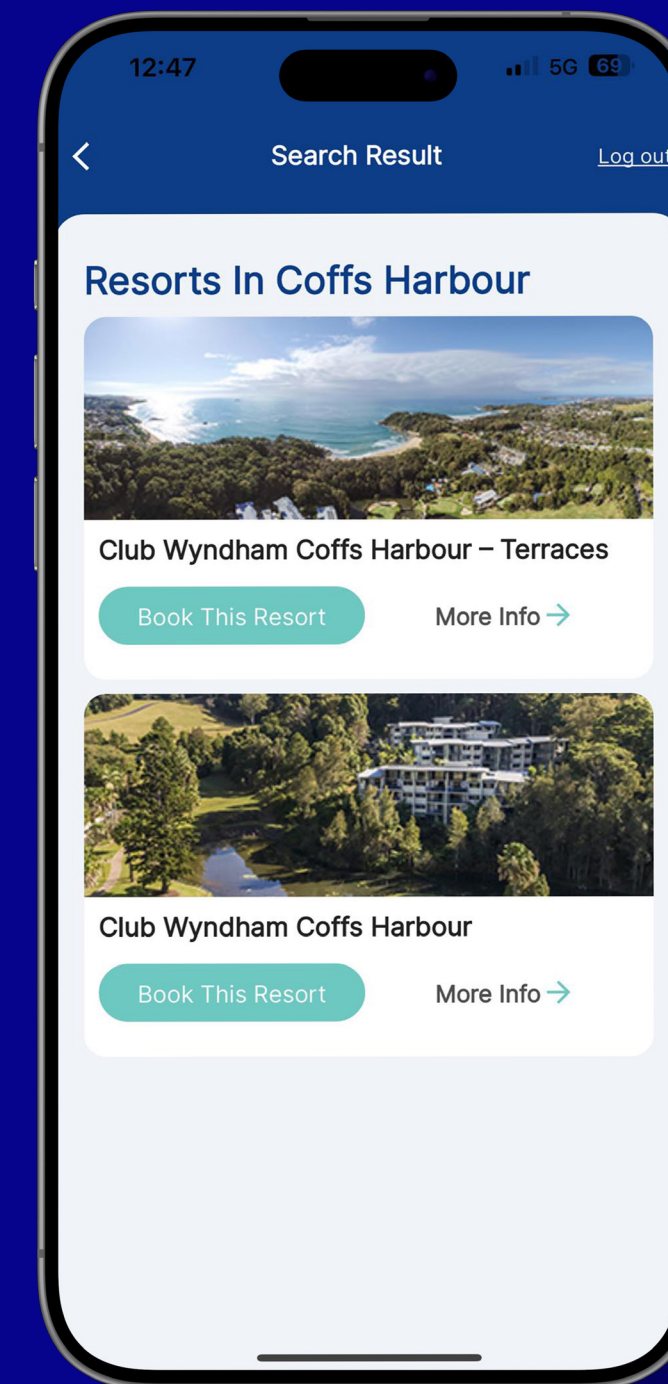 12:47
5G 69
Search Result
Log out
Resorts In Coffs Harbour
Club Wyndham Coffs Harbour – Terraces
Book This Resort
More Info
Club Wyndham Coffs Harbour
Book This Resort
More Info